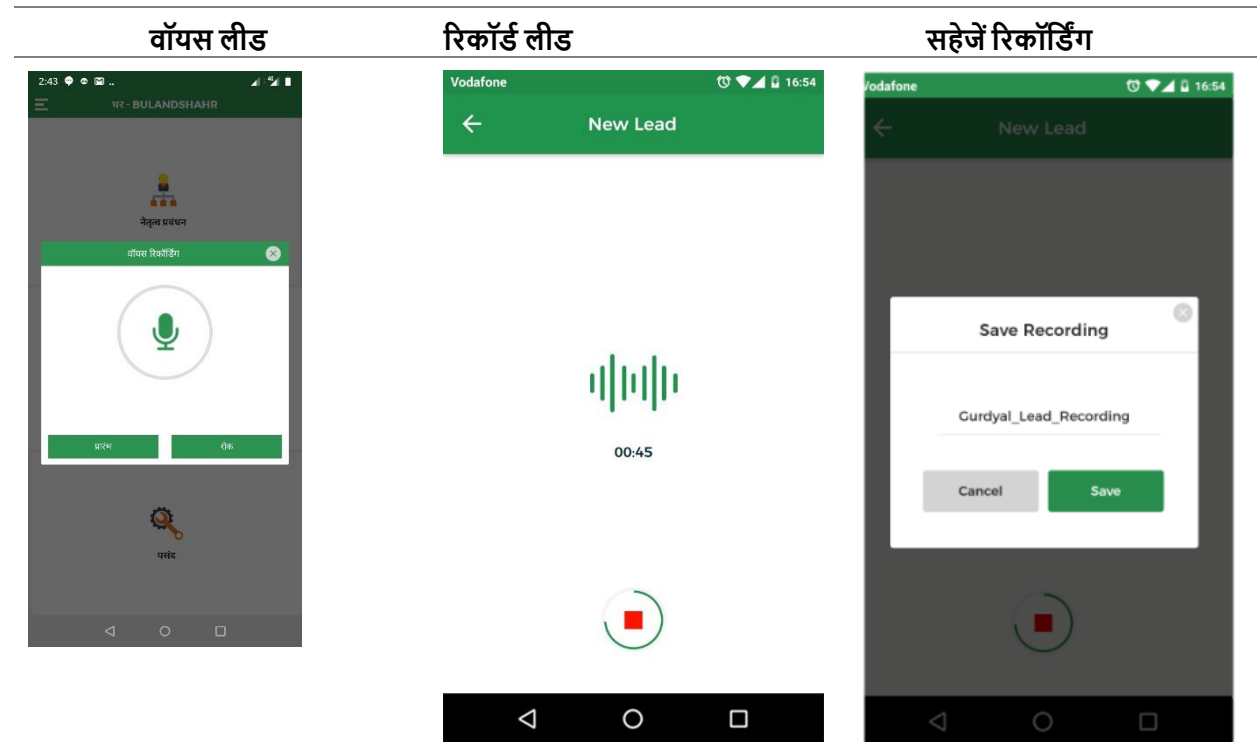 वॉयस लीड
रिकॉर्ड लीड
सहेजें रिकॉर्डिंग
2:43
घर - BULANDSHAHR
नेतृत्व प्रबंधन
वॉयस रिकॉर्डिंग
प्रारंभ
रोक
पसंद
Vodafone
16:54
New Lead
00:45
Vodafone
16:54
New Lead
Save Recording
Gurdyal_Lead_Recording
Cancel
Save